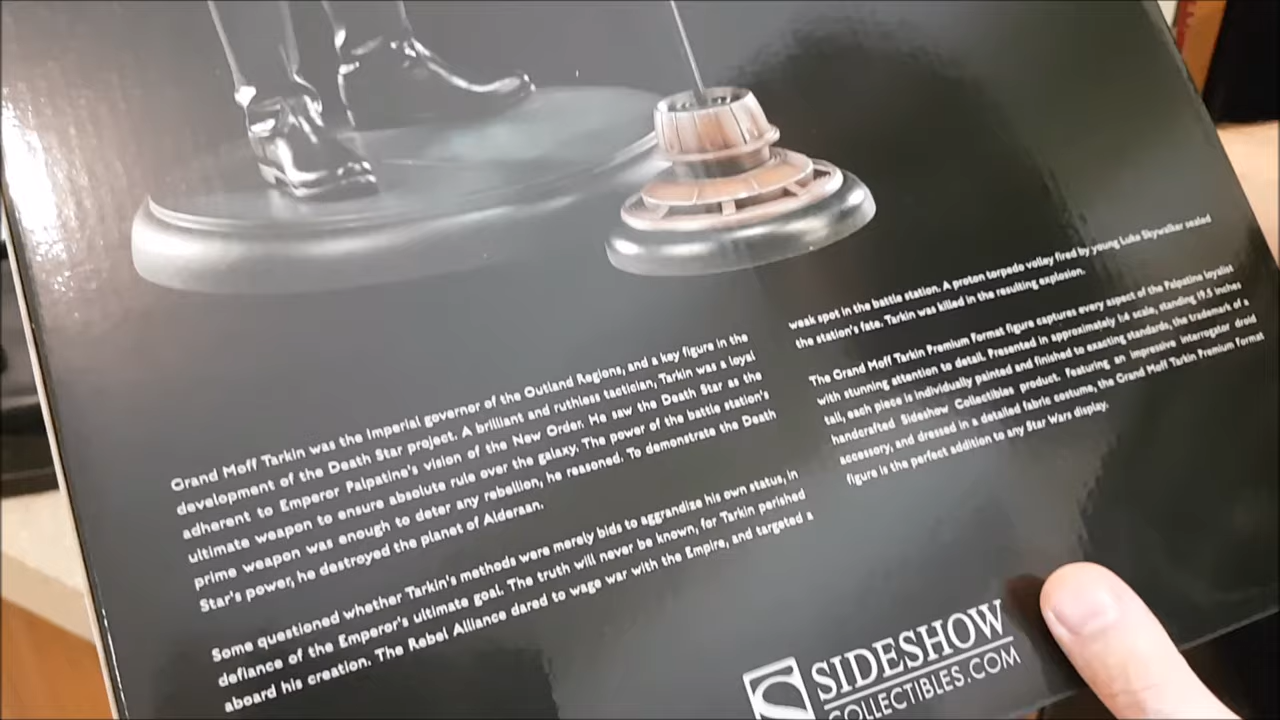 Grand Moff Tarkin was the Imperial governor of the Outland Regions, and a key figure in the
development of the Death Star project. A brilliant and ruthless tactician, Tarkin was a loyal
adherent to Emperor Palpatine's vision of the New Order. He saw the Death Star as the
ultimate weapon to ensure absolute rule over the galaxy. The power of the battle station's
prime weapon was enough to deter any rebellion, he reasoned. To demonstrate the Death
Star's power, he destroyed the planet of Alderaan.
Some questioned whether Tarkin's methods were merely bids to aggrandize his own status, in
defiance of the Emperor's ultimate goal. The truth will never be known, for Tarkin perished
aboard his creation. The Rebel Alliance dared to wage war with the Empire, and targeted a
weak spot in the battle station. A proton torpedo volley fired by young Luke Skywalker sealed
the station's fate. Tarkin was killed in the resulting explosion.
The Grand Moff Tarkin Premium Format figure captures every aspect of the Palpatine loyalist
with stunning attention to detail. Presented in approximately 1:4 scale, standing 19.5 inches
tall, each piece is individually painted and finished to exacting standards, the trademark of a
handcrafted Sideshow Collectibles product. Featuring an impressive interrogator droid
accessory, and dressed in a detailed fabric costume, the Grand Moff Tarkin Premium Format
figure is the perfect addition to any Star Wars display.
SIDESHOW
COLLECTIBLES.COM